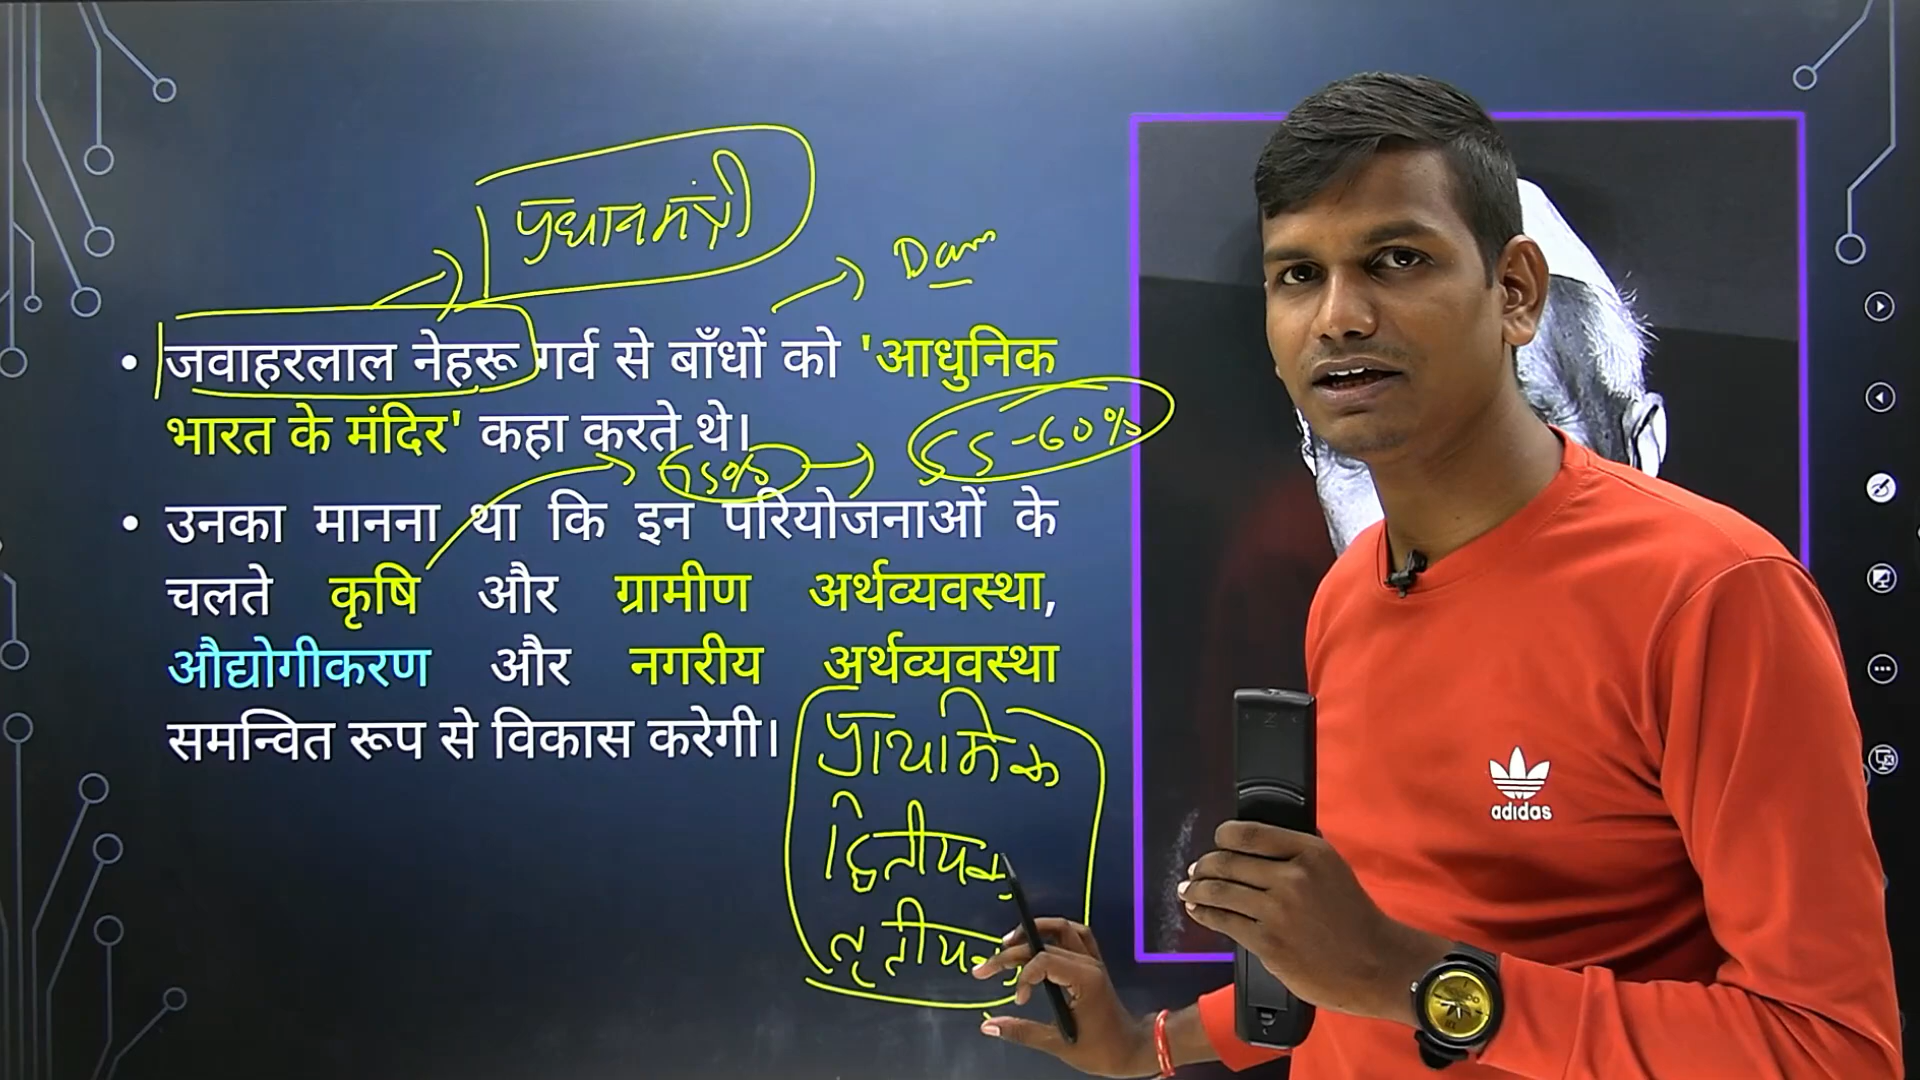 प्रधानमंत्री
Dam
• जवाहरलाल नेहरू गर्व से बाँधों को 'आधुनिक
भारत के मंदिर' कहा करते थे।
65%
55-60%
• उनका मानना था कि इन परियोजनाओं के
चलते कृषि और ग्रामीण अर्थव्यवस्था,
औद्योगीकरण और नगरीय अर्थव्यवस्था
समन्वित रूप से विकास करेगी।
प्राथमिक
द्वितीयक
तृतीयक
adidas